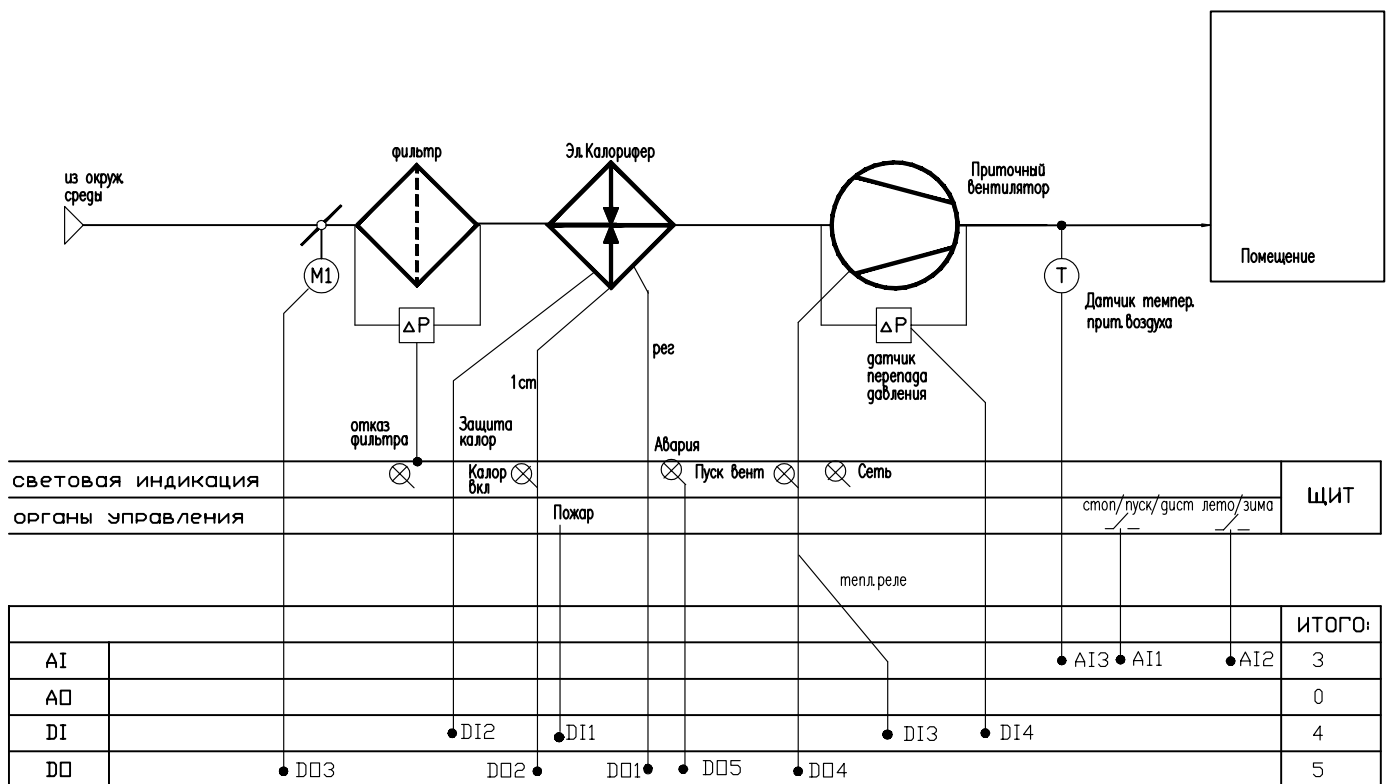 фильтр
Эл.Калорифер
Приточный
вентилятор
из окруж.
среды
Помещение
М1
Т
ΔP
ΔP
Датчик темпер.
прит.воздуха
рег
датчик
перепада
давления
1 ст
отказ
фильтра
Защита
калор
Авария
Калор
вкл
Пуск вент
Сеть
световая индикация
ЩИТ
органы управления
Пожар
стоп/пуск/дист
лето/зима
тепл.реле
ИТОГО:
AI
AI3
AI1
AI2
3
AO
0
DI
DI2
DI1
DI3
DI4
4
DO
DO3
DO2
DO1
DO5
DO4
5